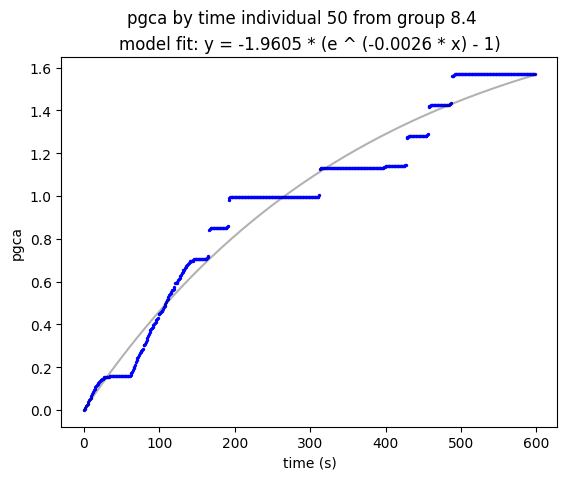 pgca by time individual 50 from group 8.4
model fit: y = -1.9605 * (e ^ (-0.0026 * x) - 1)
1.6
1.4
1.2
1.0
0.8
0.6
0.4
0.2
0.0
pgca
0 100 200 300 400 500 600
time (s)